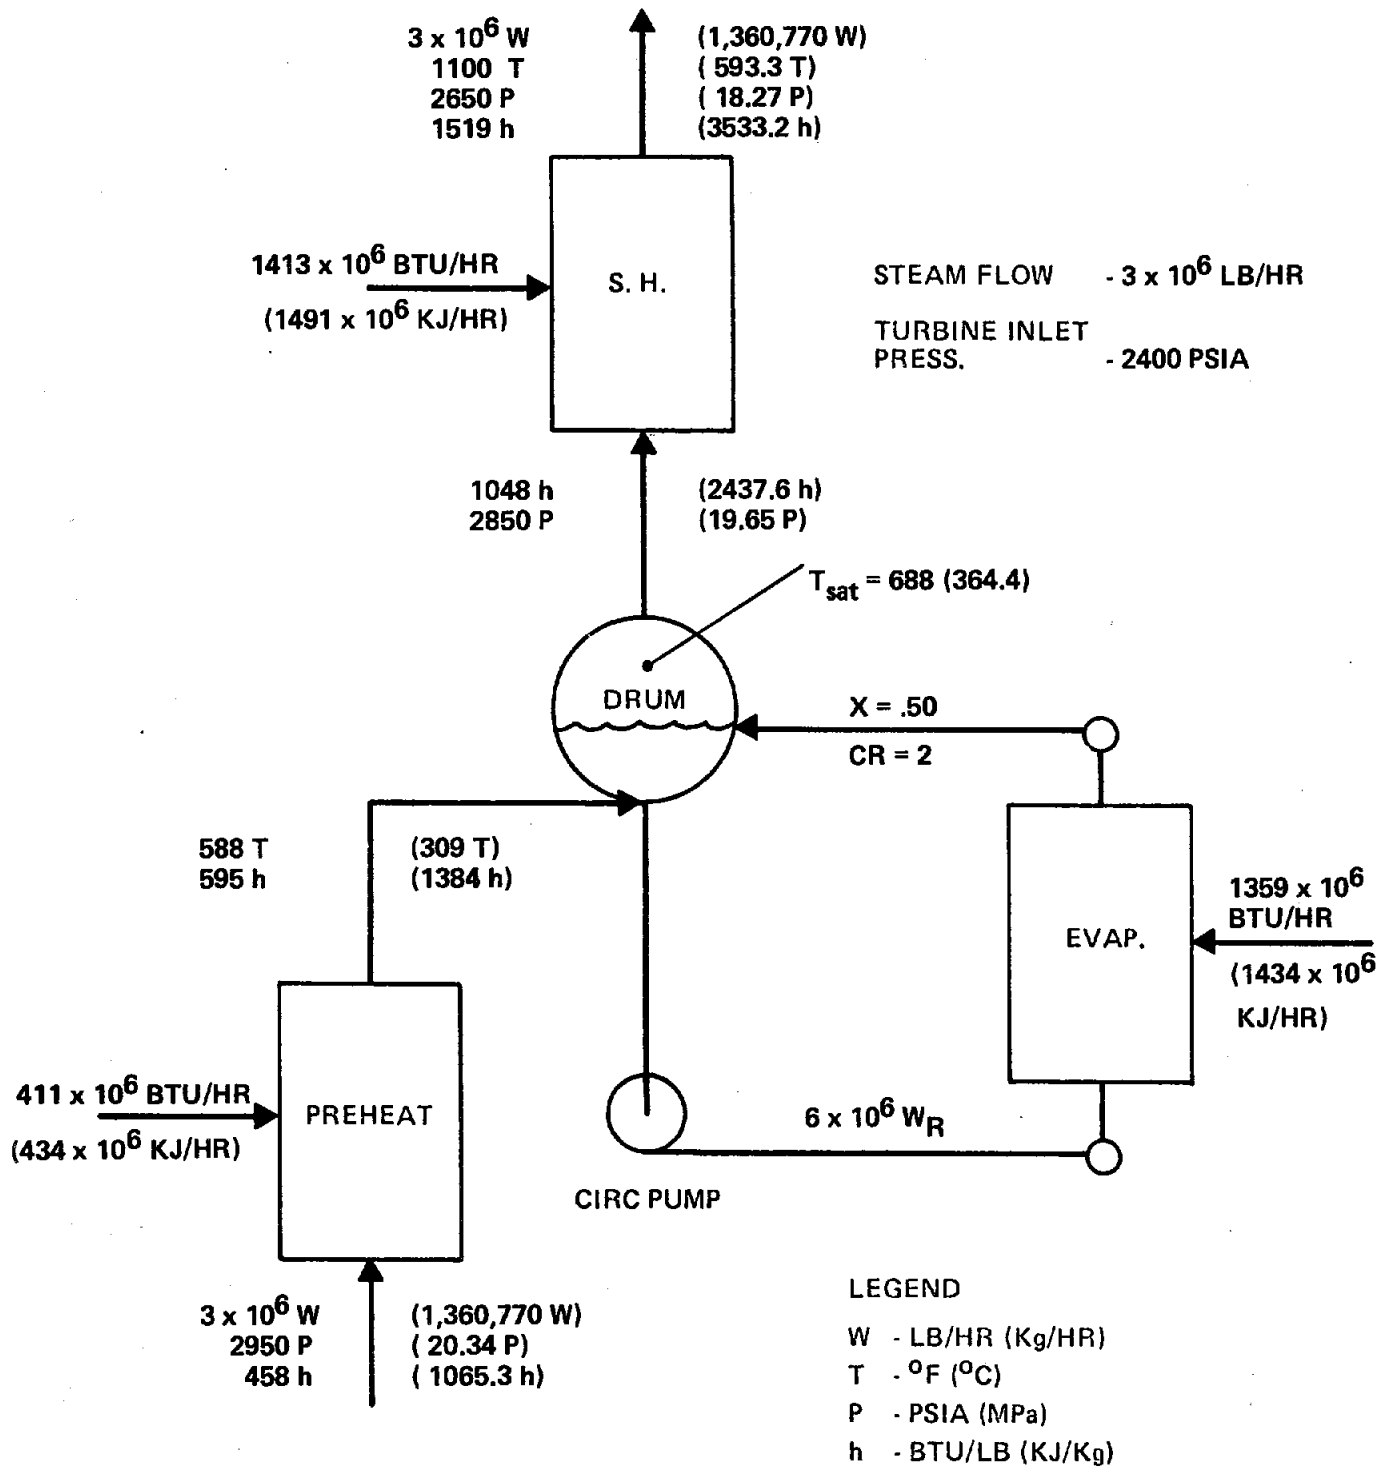 3 x 10⁶ W (1,360,770 W)
1100 T ( 593.3 T)
2650 P ( 18.27 P)
1519 h (3533.2 h)
1413 x 10⁶ BTU/HR
(1491 x 10⁶ KJ/HR)
S. H.
STEAM FLOW - 3 x 10⁶ LB/HR
TURBINE INLET
PRESS. - 2400 PSIA
1048 h (2437.6 h)
2850 P (19.65 P)
Tsat = 688 (364.4)
DRUM
X = .50
CR = 2
588 T (309 T)
595 h (1384 h)
1359 x 10⁶
BTU/HR
(1434 x 10⁶
KJ/HR)
EVAP.
411 x 10⁶ BTU/HR
(434 x 10⁶ KJ/HR)
PREHEAT
6 x 10⁶ WR
CIRC PUMP
3 x 10⁶ W (1,360,770 W)
2950 P ( 20.34 P)
458 h ( 1065.3 h)
LEGEND
W - LB/HR (Kg/HR)
T - °F (°C)
P - PSIA (MPa)
h - BTU/LB (KJ/Kg)